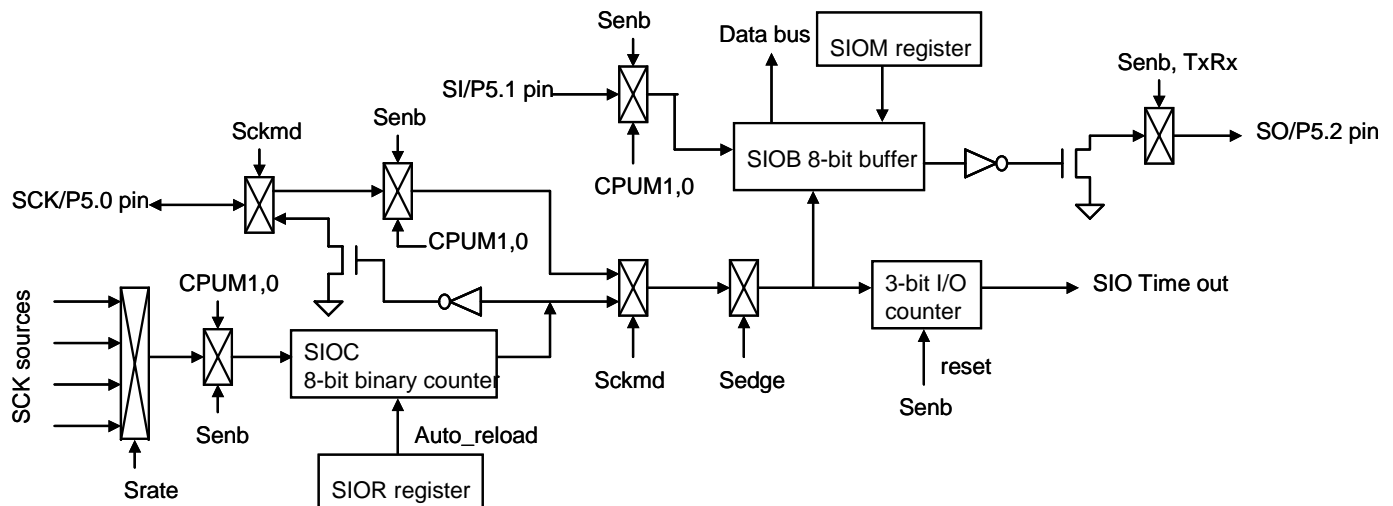 Senb
Data bus
SIOM register
Senb, TxRx
SI/P5.1 pin
Sckmd
Senb
SIOB 8-bit buffer
SO/P5.2 pin
CPUM1,0
SCK/P5.0 pin
CPUM1,0
CPUM1,0
3-bit I/O
counter
SIO Time out
SCK sources
SIOC
8-bit binary counter
Sckmd
Sedge
reset
Senb
Senb
Auto_reload
Srate
SIOR register